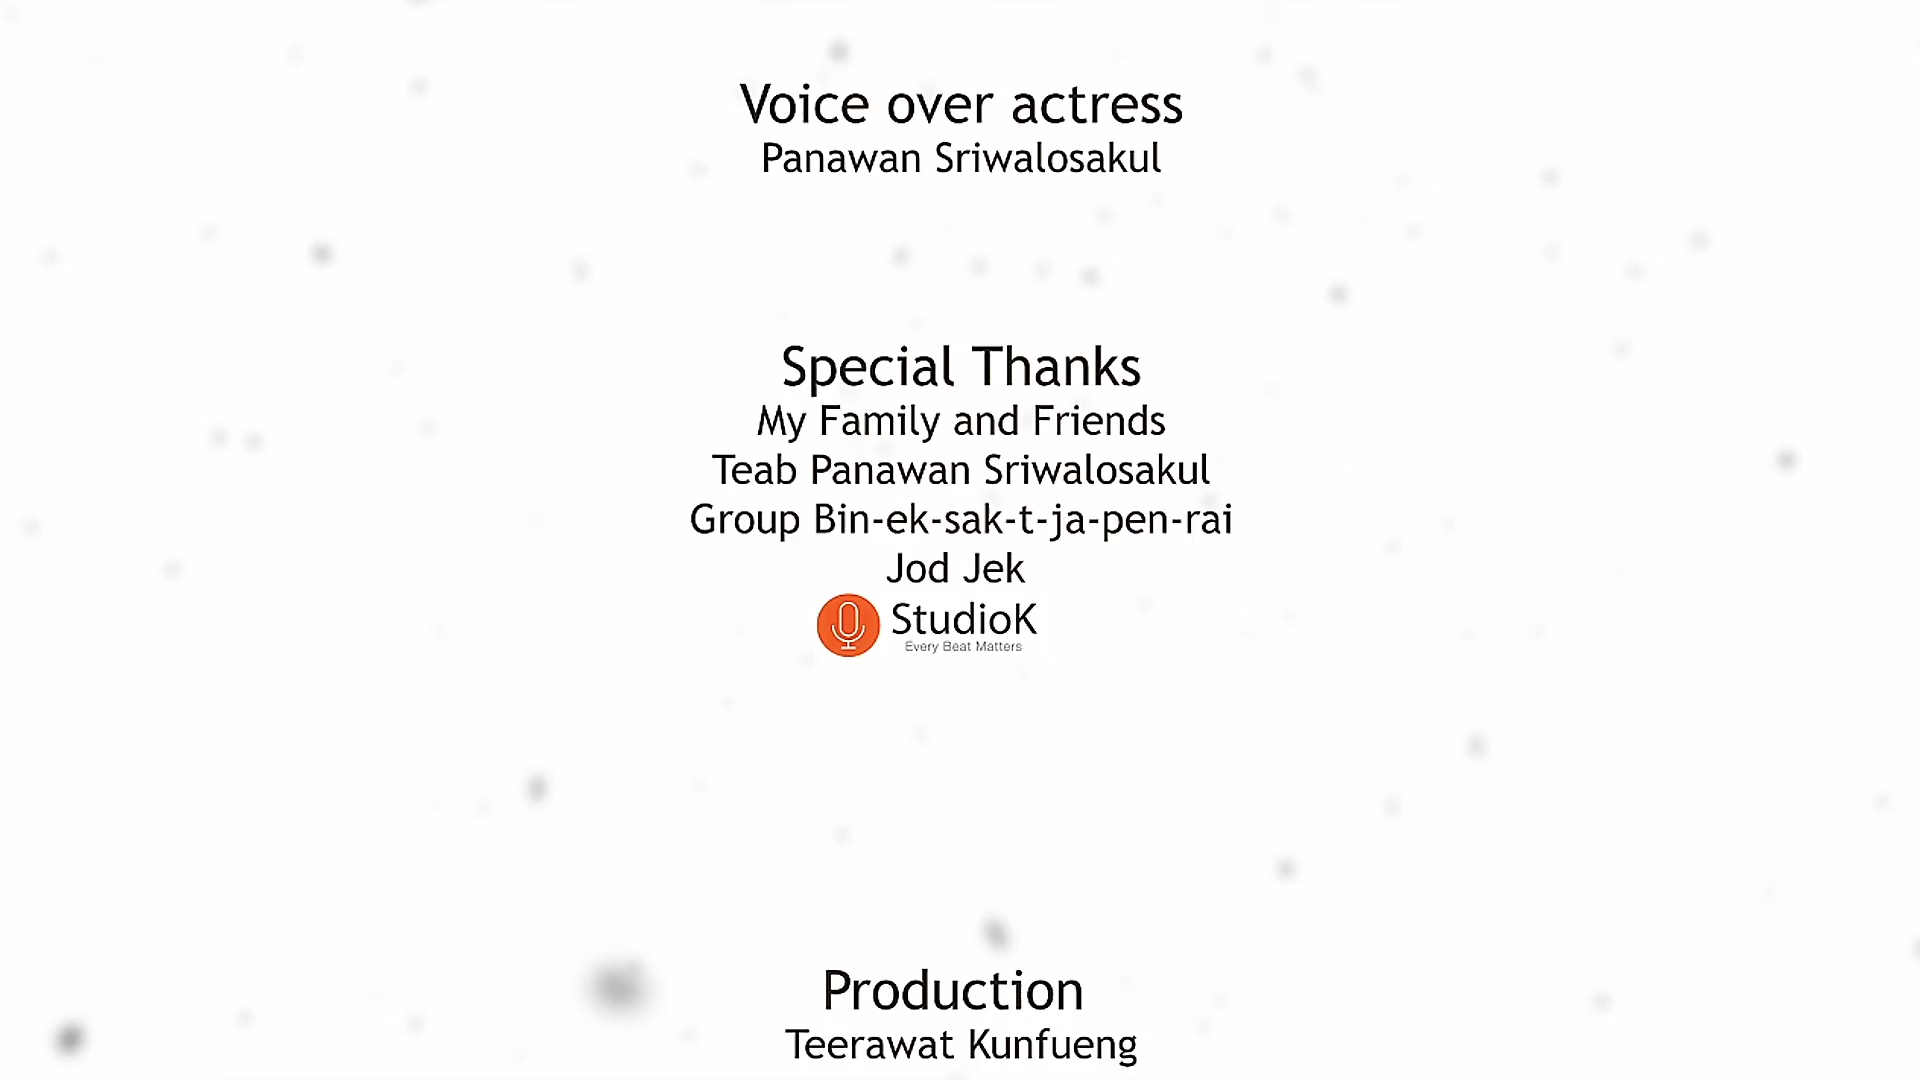 Voice over actress
Panawan Sriwalosakul
Special Thanks
My Family and Friends
Teab Panawan Sriwalosakul
Group Bin-ek-sak-t-ja-pen-rai
Jod Jek
StudioK
Every Beat Matters
Production
Teerawat Kunfueng